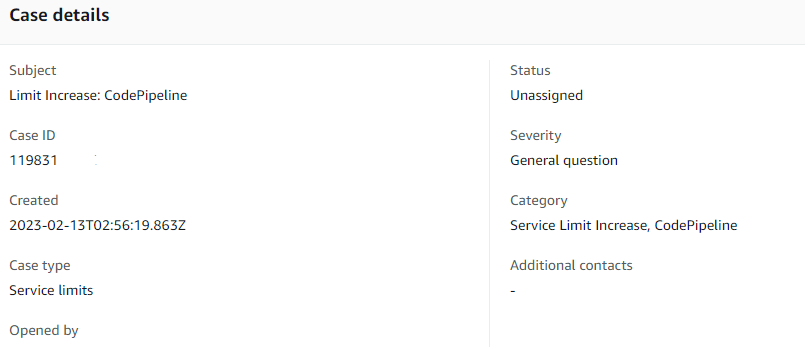 Case details
Subject
Limit Increase: CodePipeline
Case ID
119831
Created
2023-02-13T02:56:19.863Z
Case type
Service limits
Opened by
Status
Unassigned
Severity
General question
Category
Service Limit Increase, CodePipeline
Additional contacts
-